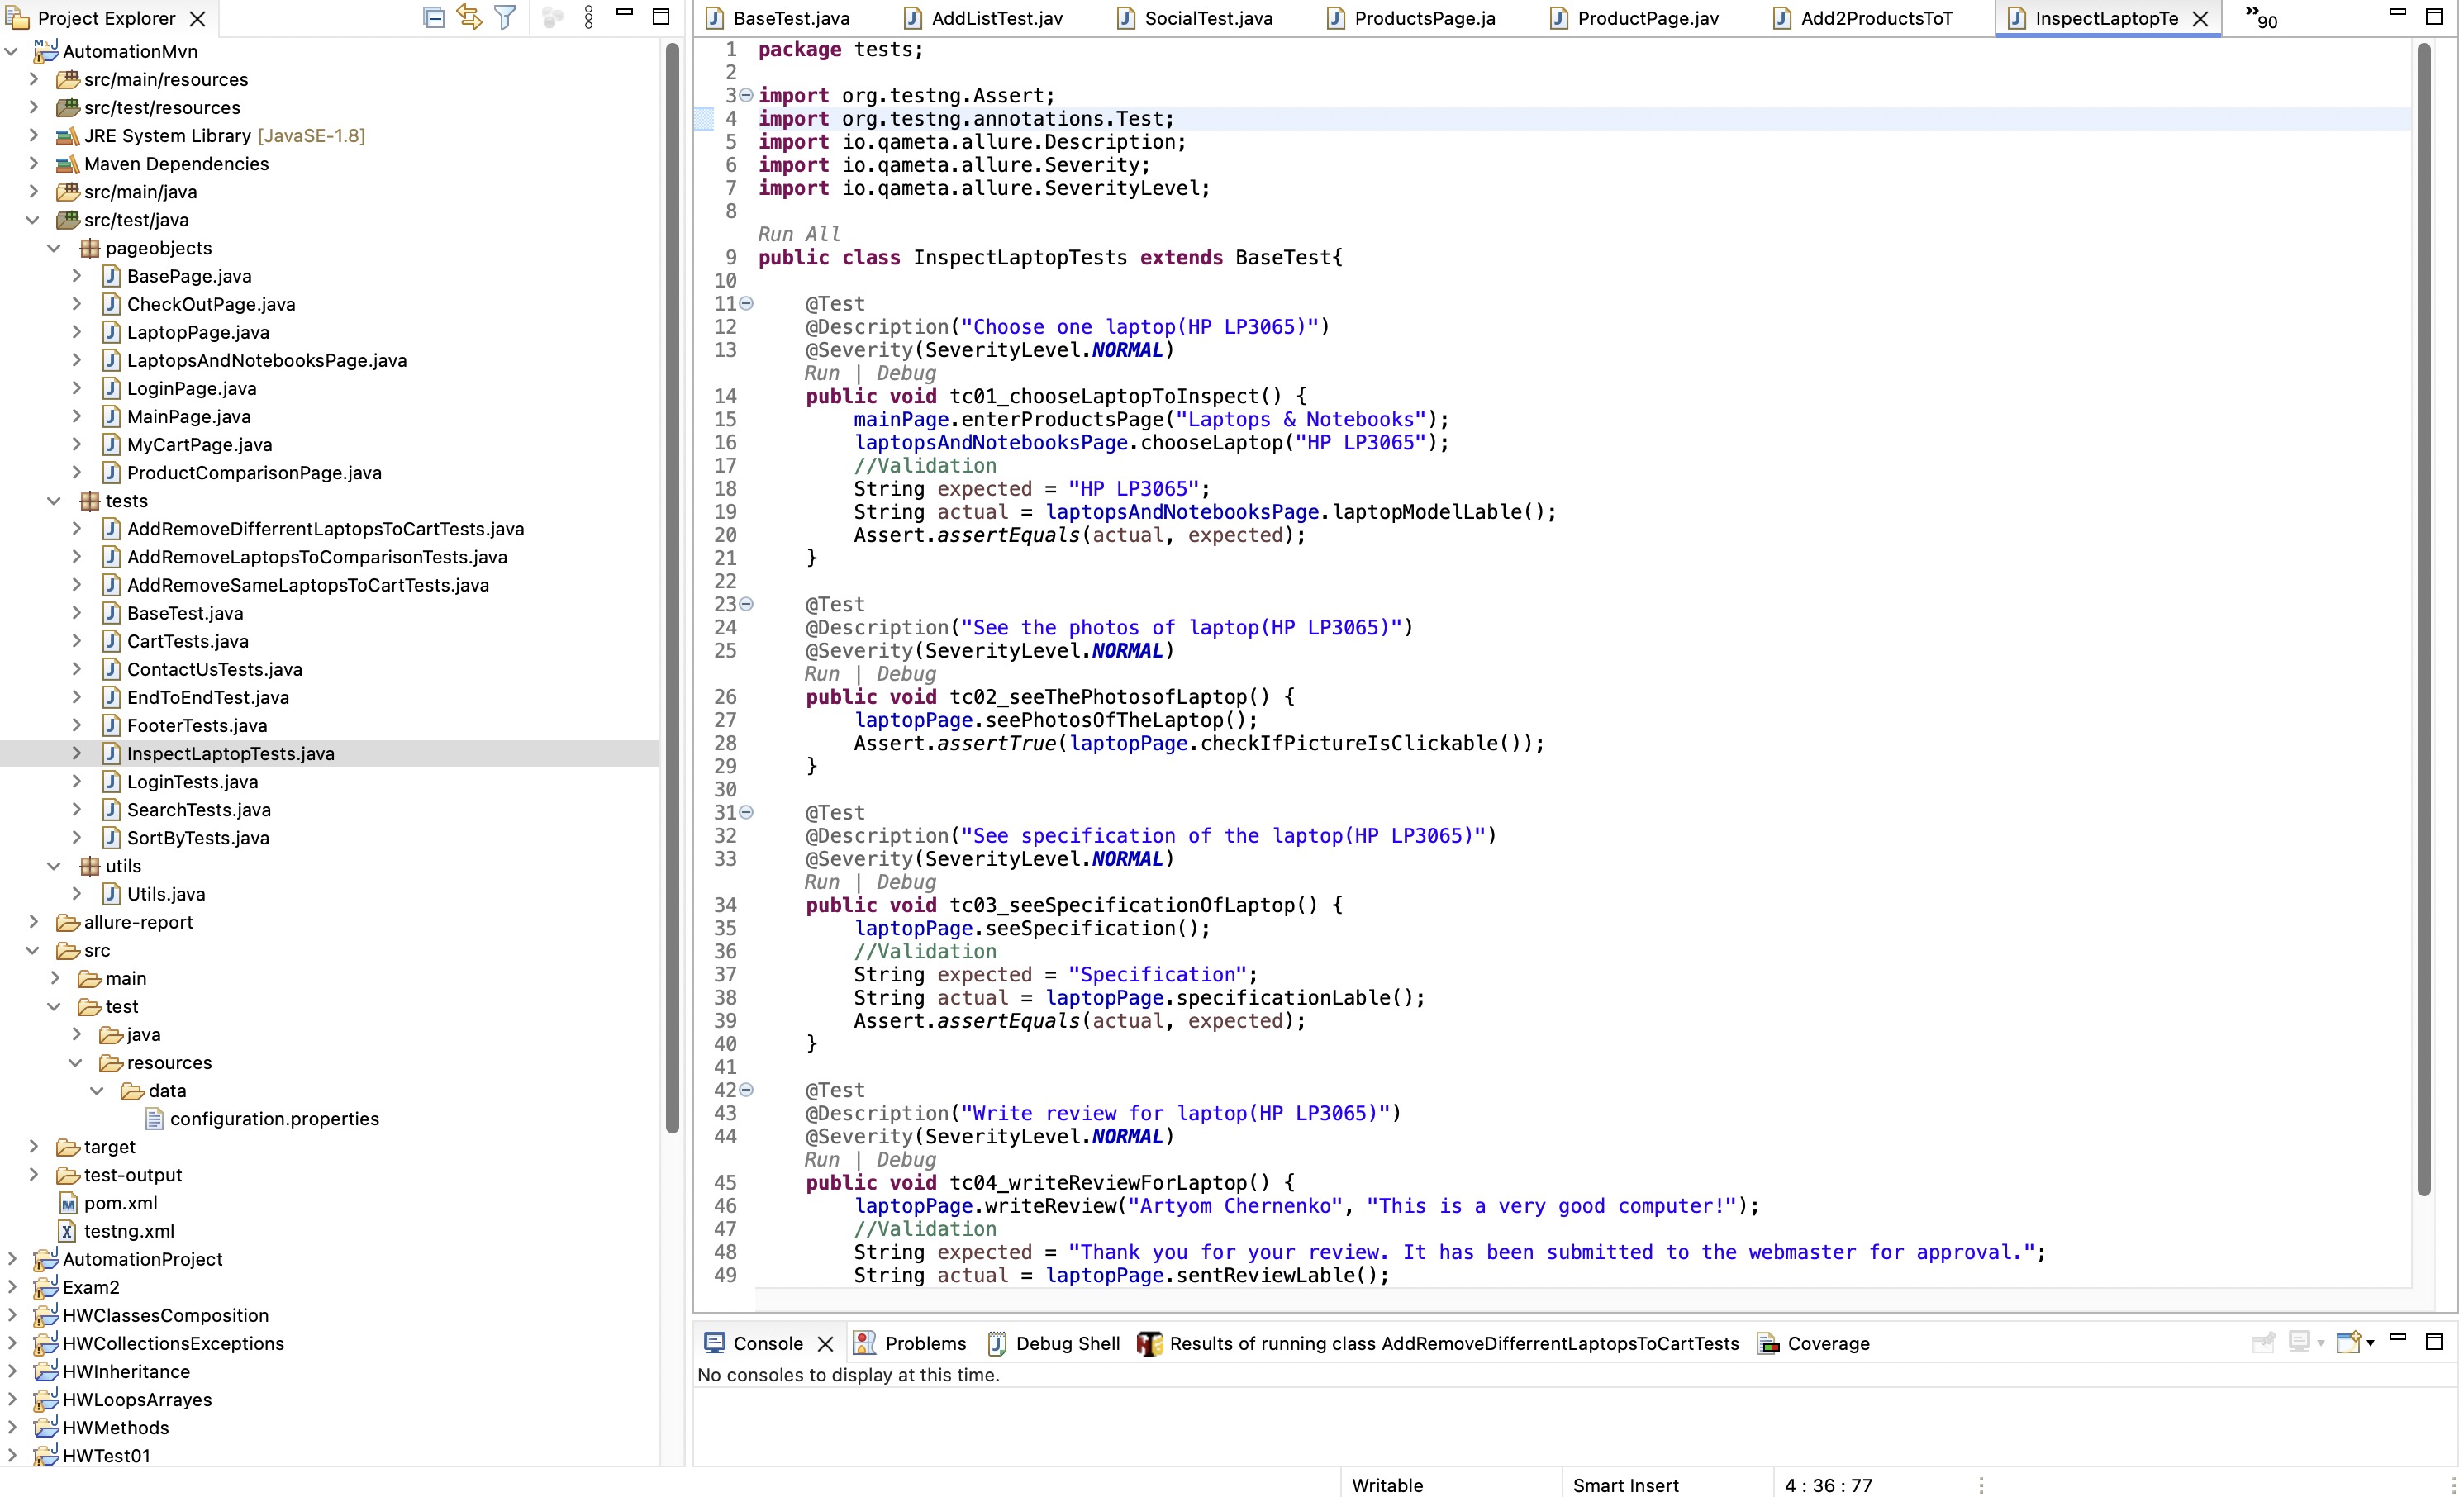 Project Explorer
AutomationMvn
src/main/resources
src/test/resources
JRE System Library [JavaSE-1.8]
Maven Dependencies
src/main/java
src/test/java
pageobjects
BasePage.java
CheckOutPage.java
LaptopPage.java
LaptopsAndNotebooksPage.java
LoginPage.java
MainPage.java
MyCartPage.java
ProductComparisonPage.java
tests
AddRemoveDifferrentLaptopsToCartTests.java
AddRemoveLaptopsToComparisonTests.java
AddRemoveSameLaptopsToCartTests.java
BaseTest.java
CartTests.java
ContactUsTests.java
EndToEndTest.java
FooterTests.java
InspectLaptopTests.java
LoginTests.java
SearchTests.java
SortByTests.java
utils
Utils.java
allure-report
src
main
test
java
resources
data
configuration.properties
target
test-output
pom.xml
testng.xml
AutomationProject
Exam2
HWClassesComposition
HWCollectionsExceptions
HWInheritance
HWLoopsArrayes
HWMethods
HWTest01
BaseTest.java AddListTest.jav SocialTest.java ProductsPage.ja ProductPage.jav Add2ProductsToT InspectLaptopTe »90
1 package tests;
2
3 import org.testng.Assert;
4 import org.testng.annotations.Test;
5 import io.qameta.allure.Description;
6 import io.qameta.allure.Severity;
7 import io.qameta.allure.SeverityLevel;
8
Run All
9 public class InspectLaptopTests extends BaseTest{
10
11 @Test
12 @Description("Choose one laptop(HP LP3065)")
13 @Severity(SeverityLevel.NORMAL)
Run | Debug
14 public void tc01_chooseLaptopToInspect() {
15 mainPage.enterProductsPage("Laptops & Notebooks");
16 laptopsAndNotebooksPage.chooseLaptop("HP LP3065");
17 //Validation
18 String expected = "HP LP3065";
19 String actual = laptopsAndNotebooksPage.laptopModelLable();
20 Assert.assertEquals(actual, expected);
21 }
22
23 @Test
24 @Description("See the photos of laptop(HP LP3065)")
25 @Severity(SeverityLevel.NORMAL)
Run | Debug
26 public void tc02_seeThePhotosofLaptop() {
27 laptopPage.seePhotosOfTheLaptop();
28 Assert.assertTrue(laptopPage.checkIfPictureIsClickable());
29 }
30
31 @Test
32 @Description("See specification of the laptop(HP LP3065)")
33 @Severity(SeverityLevel.NORMAL)
Run | Debug
34 public void tc03_seeSpecificationOfLaptop() {
35 laptopPage.seeSpecification();
36 //Validation
37 String expected = "Specification";
38 String actual = laptopPage.specificationLable();
39 Assert.assertEquals(actual, expected);
40 }
41
42 @Test
43 @Description("Write review for laptop(HP LP3065)")
44 @Severity(SeverityLevel.NORMAL)
Run | Debug
45 public void tc04_writeReviewForLaptop() {
46 laptopPage.writeReview("Artyom Chernenko", "This is a very good computer!");
47 //Validation
48 String expected = "Thank you for your review. It has been submitted to the webmaster for approval.";
49 String actual = laptopPage.sentReviewLable();
Console Problems Debug Shell Results of running class AddRemoveDifferrentLaptopsToCartTests Coverage
No consoles to display at this time.
Writable Smart Insert 4 : 36 : 77